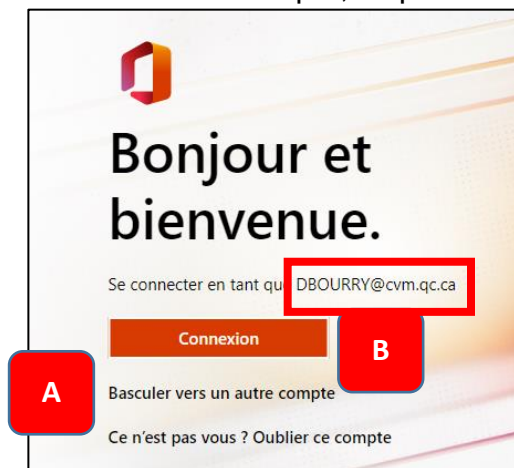 Bonjour et
bienvenue.
Se connecter en tant qu DBOURRY@cvm.qc.ca
Connexion
B
A
Basculer vers un autre compte
Ce n'est pas vous ? Oublier ce compte